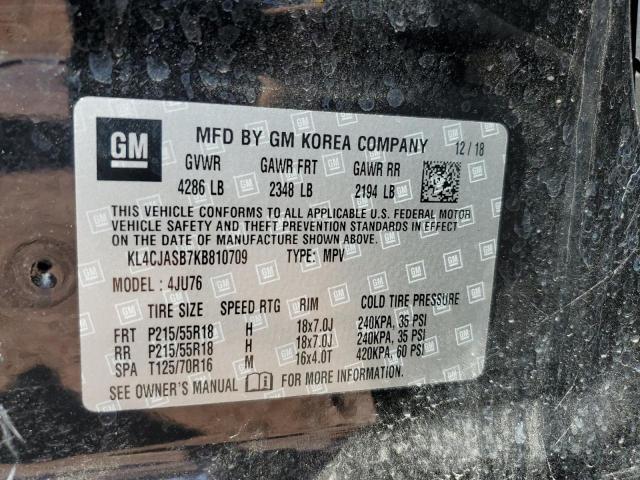 GM MFD BY GM KOREA COMPANY 12/18
GVWR GAWR FRT GAWR RR
4286 LB 2348 LB 2194 LB
THIS VEHICLE CONFORMS TO ALL APPLICABLE U.S. FEDERAL MOTOR
VEHICLE SAFETY AND THEFT PREVENTION STANDARDS IN EFFECT
ON THE DATE OF MANUFACTURE SHOWN ABOVE.
KL4CJASB7KB810709 TYPE: MPV
MODEL: 4JU76
TIRE SIZE SPEED RTG RIM COLD TIRE PRESSURE
FRT P215/55R18 H 18x7.0J 240KPA, 35 PSI
RR P215/55R18 H 18x7.0J 240KPA, 35 PSI
SPA T125/70R16 M 16x4.0T 420KPA, 60 PSI
SEE OWNER'S MANUAL FOR MORE INFORMATION.